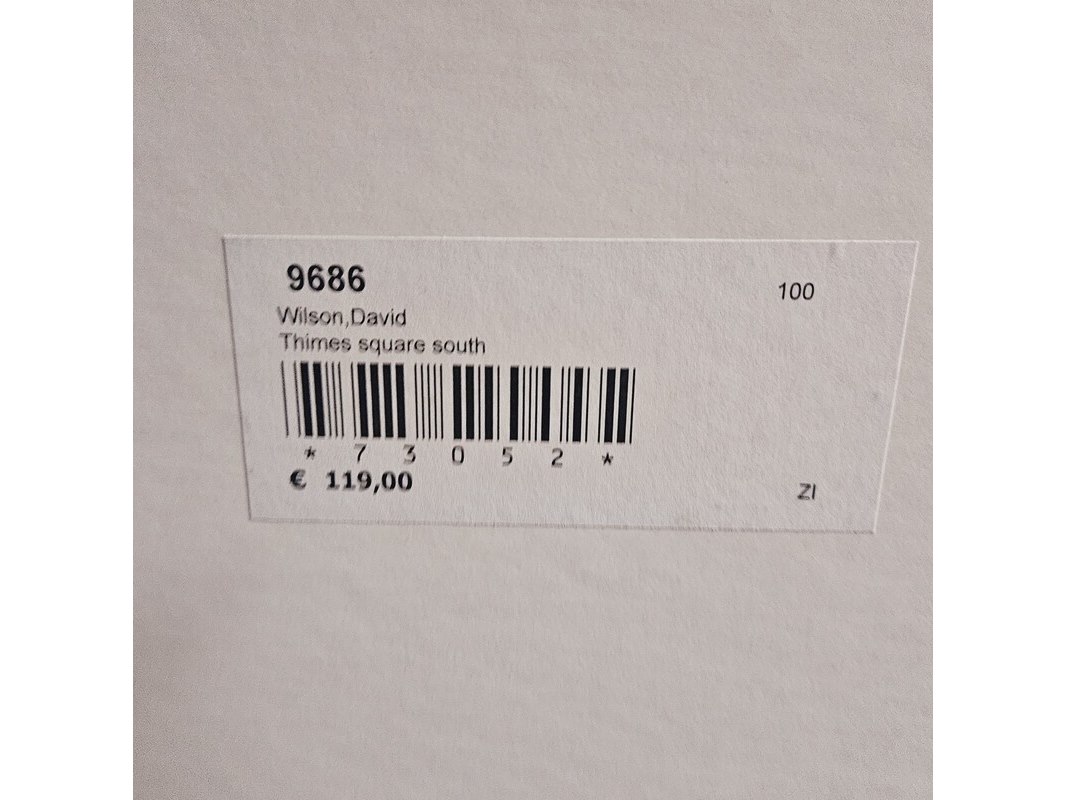 9686
100
Wilson,David
Thimes square south
* 7 3 0 5 2 *
€ 119,00
ZI